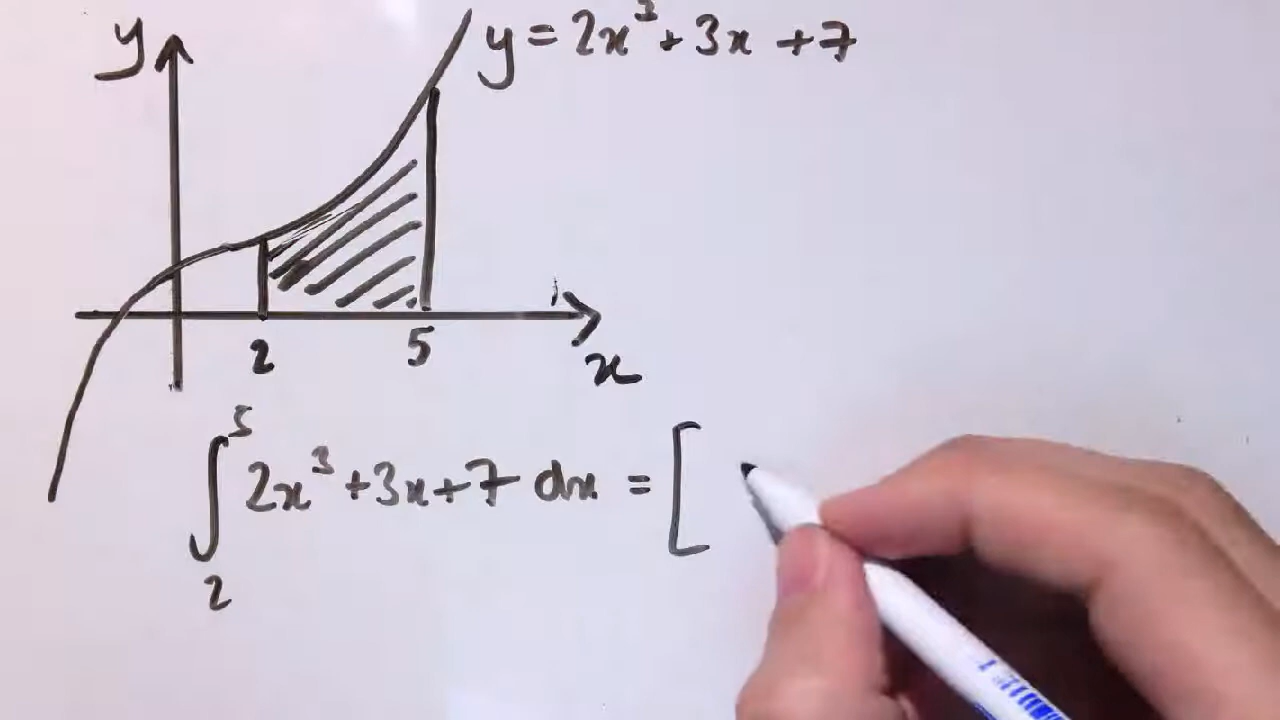 y
y = 2x³ + 3x + 7
2
5
x
∫₂⁵ 2x³ + 3x + 7 dx = [